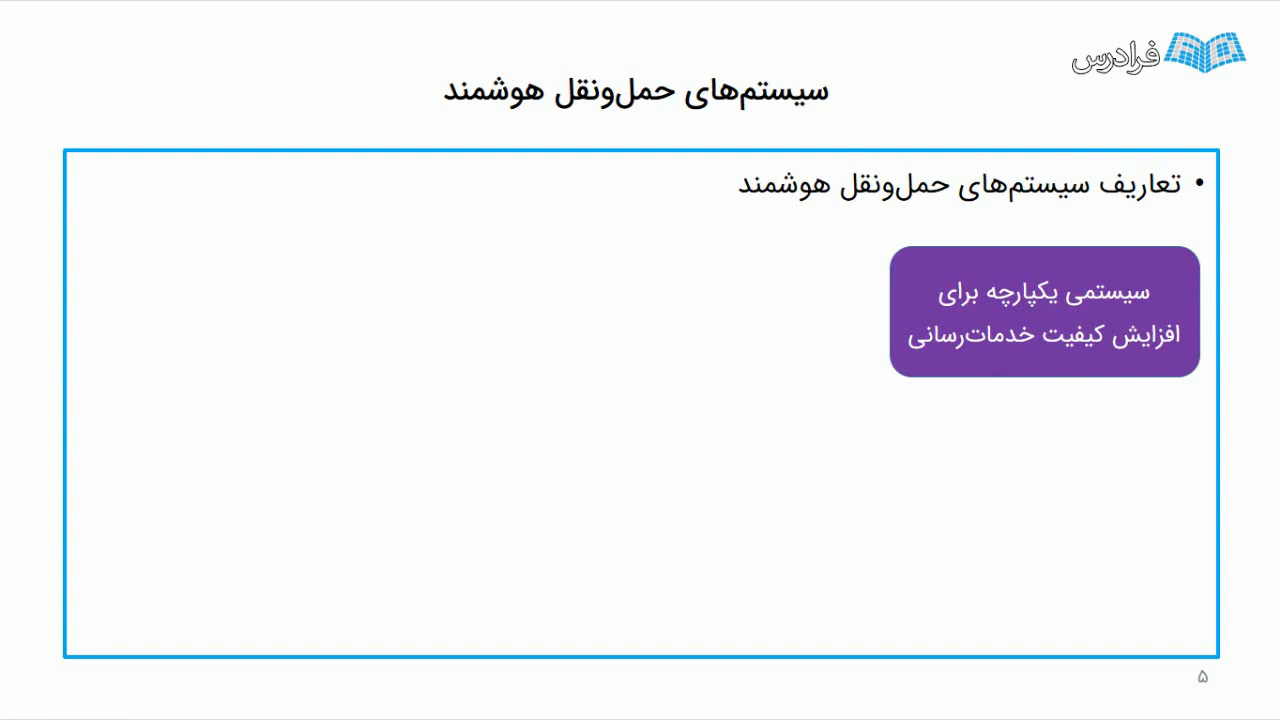 فرادرس
سیستم‌های حمل‌ونقل هوشمند
• تعاریف سیستم‌های حمل‌ونقل هوشمند
سیستمی یکپارچه برای
افزایش کیفیت خدمات‌رسانی
۵